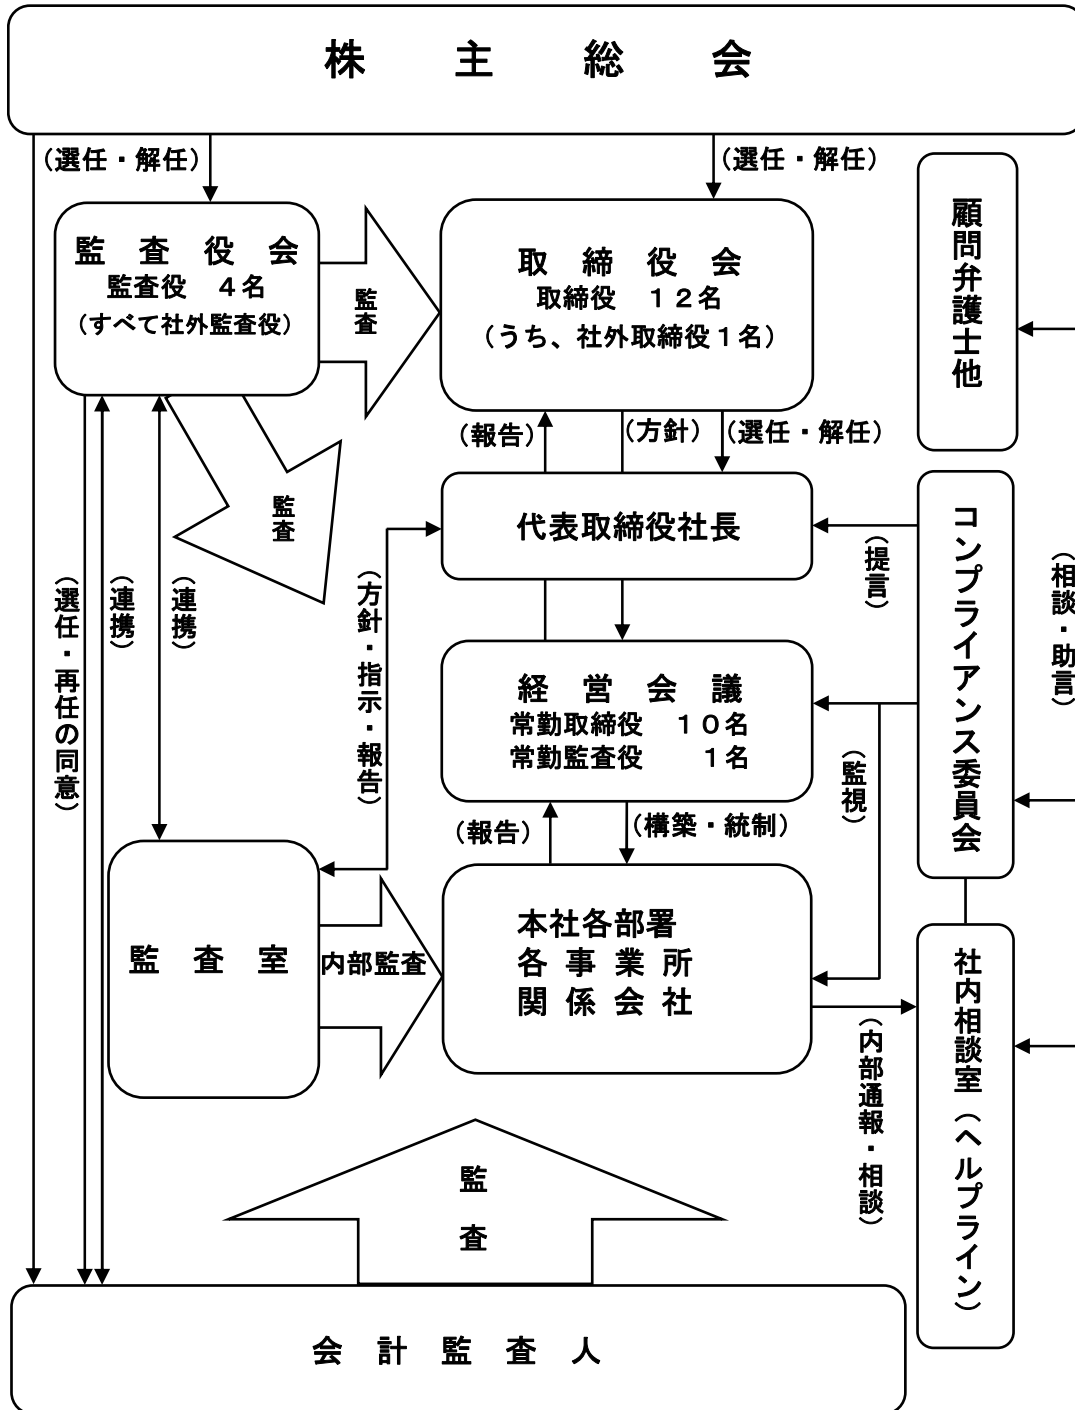 株主総会
（選任・解任）
（選任・解任）
監査役会
監査役　４名
（すべて社外監査役）
監査
取締役会
取締役　１２名
（うち、社外取締役１名）
顧問弁護士他
（報告）
（方針）
（選任・解任）
監査
代表取締役社長
（提言）
コンプライアンス委員会
（相談・助言）
（選任・再任の同意）
（連携）
（連携）
（方針・指示・報告）
経営会議
常勤取締役　１０名
常勤監査役　１名
（監視）
（報告）
（構築・統制）
監査室
内部監査
本社各部署
各事業所
関係会社
（内部通報・相談）
社内相談室（ヘルプライン）
監査
会計監査人